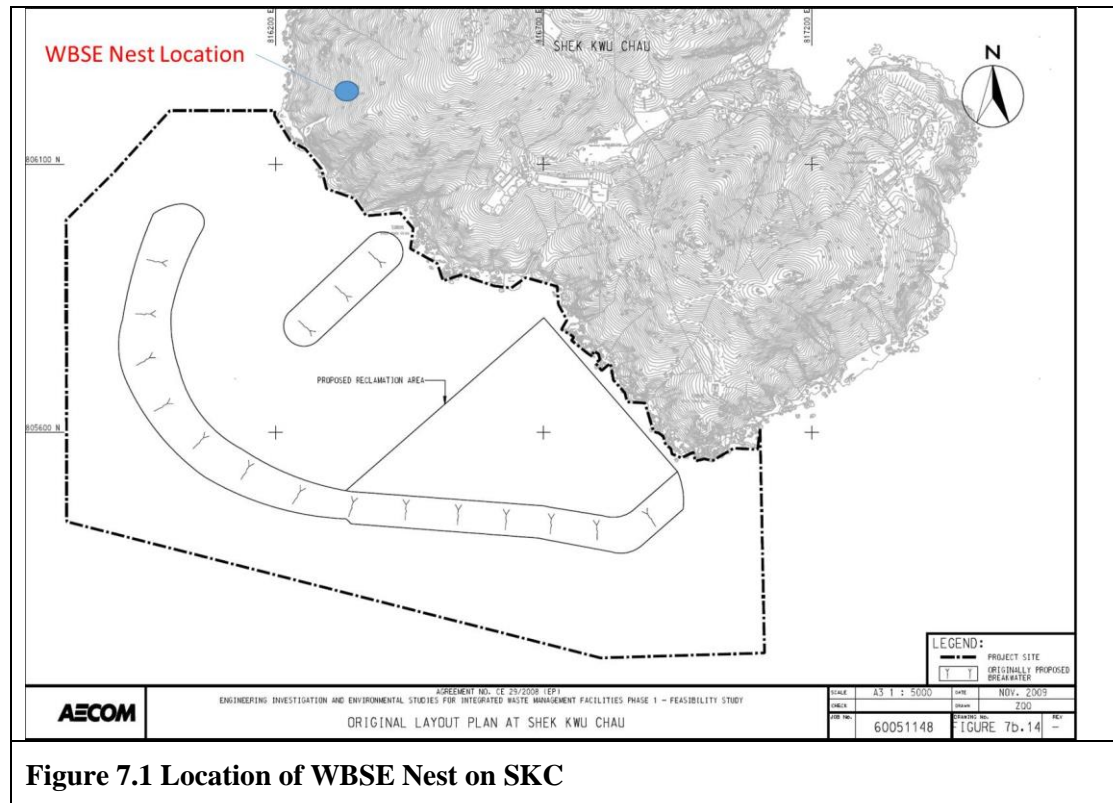 816200 E
816700 E
817200 E
SHEK KWU CHAU
WBSE Nest Location
N
806100 N
PROPOSED RECLAMATION AREA
805600 N
LEGEND:
PROJECT SITE
ORIGINALLY PROPOSED
BREAKWATER
AECOM
AGREEMENT NO. CE 29/2008 (EP)
ENGINEERING INVESTIGATION AND ENVIRONMENTAL STUDIES FOR INTEGRATED WASTE MANAGEMENT FACILITIES PHASE 1 - FEASIBILITY STUDY
ORIGINAL LAYOUT PLAN AT SHEK KWU CHAU
SCALE A3 1 : 5000 DATE NOV. 2009
CHECK DRAWN ZOO
JOB No. 60051148 DRAWING No. FIGURE 7b.14 REV -
Figure 7.1 Location of WBSE Nest on SKC